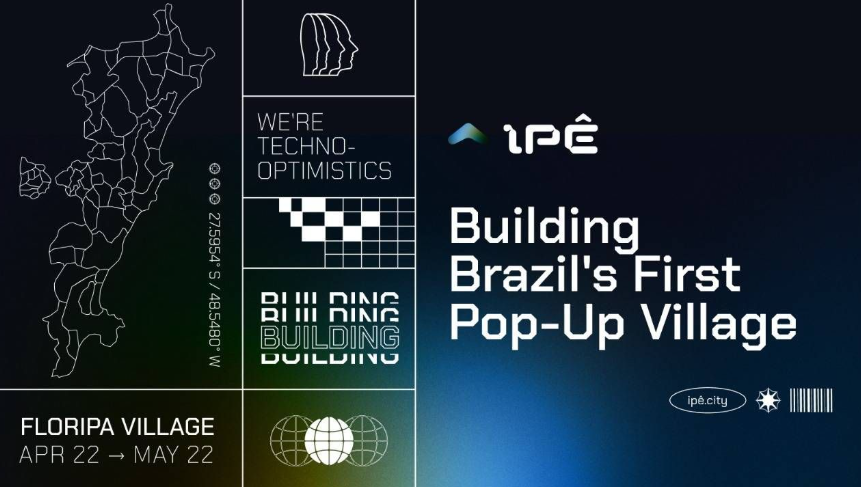 27.5954° S / 48.5480° W
FLORIPA VILLAGE
APR 22 → MAY 22
WE'RE
TECHNO-
OPTIMISTICS
BUILDING
BUILDING
BUILDING
BUILDING
ipê
Building
Brazil's First
Pop-Up Village
ipê.city